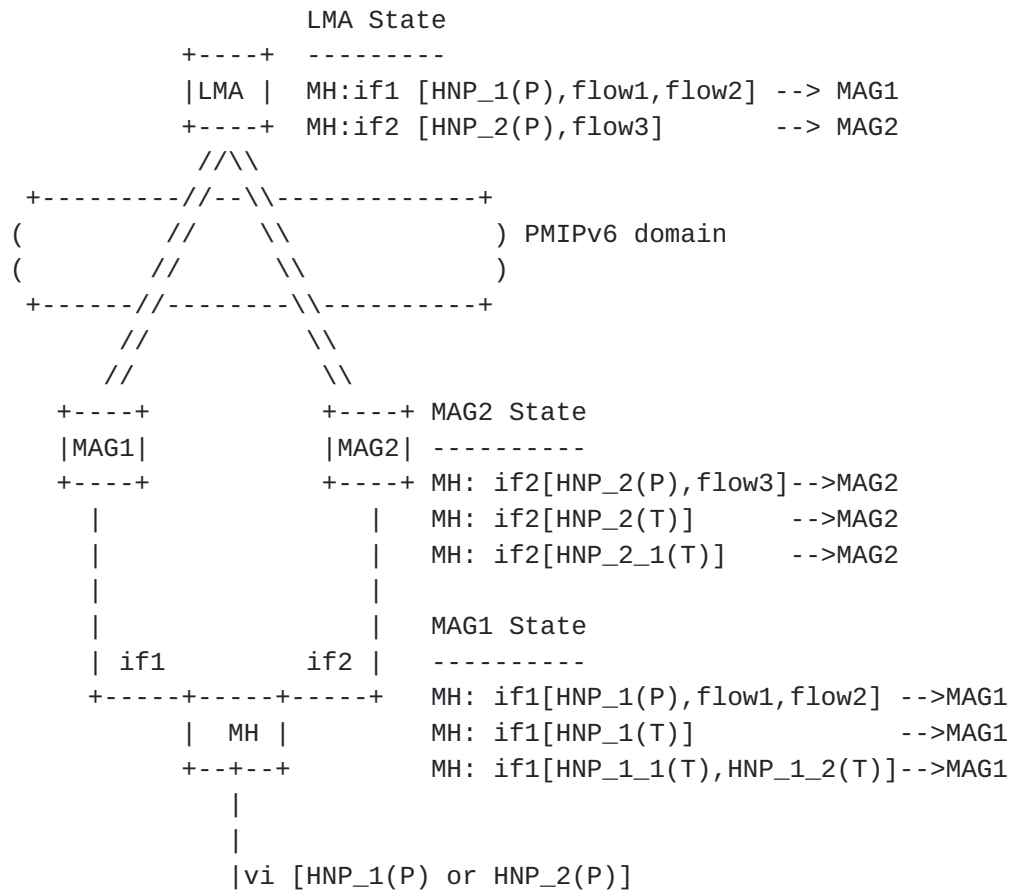 LMA State
+----+  ---------
|LMA |  MH:if1 [HNP_1(P),flow1,flow2] --> MAG1
+----+  MH:if2 [HNP_2(P),flow3]       --> MAG2
//\\
+---------//--\\-------------+
(        //    \\            ) PMIPv6 domain
(       //      \\           )
+------//--------\\----------+
//          \\
//            \\
+----+          +----+ MAG2 State
|MAG1|          |MAG2| ----------
+----+          +----+ MH: if2[HNP_2(P),flow3]-->MAG2
|               |   MH: if2[HNP_2(T)]      -->MAG2
|               |   MH: if2[HNP_2_1(T)]    -->MAG2
|               |
|               |   MAG1 State
| if1        if2 |   ----------
+-----+-----+-----+   MH: if1[HNP_1(P),flow1,flow2] -->MAG1
|  MH |        MH: if1[HNP_1(T)]            -->MAG1
+--+--+        MH: if1[HNP_1_1(T),HNP_1_2(T)]-->MAG1
|
|
|vi [HNP_1(P) or HNP_2(P)]